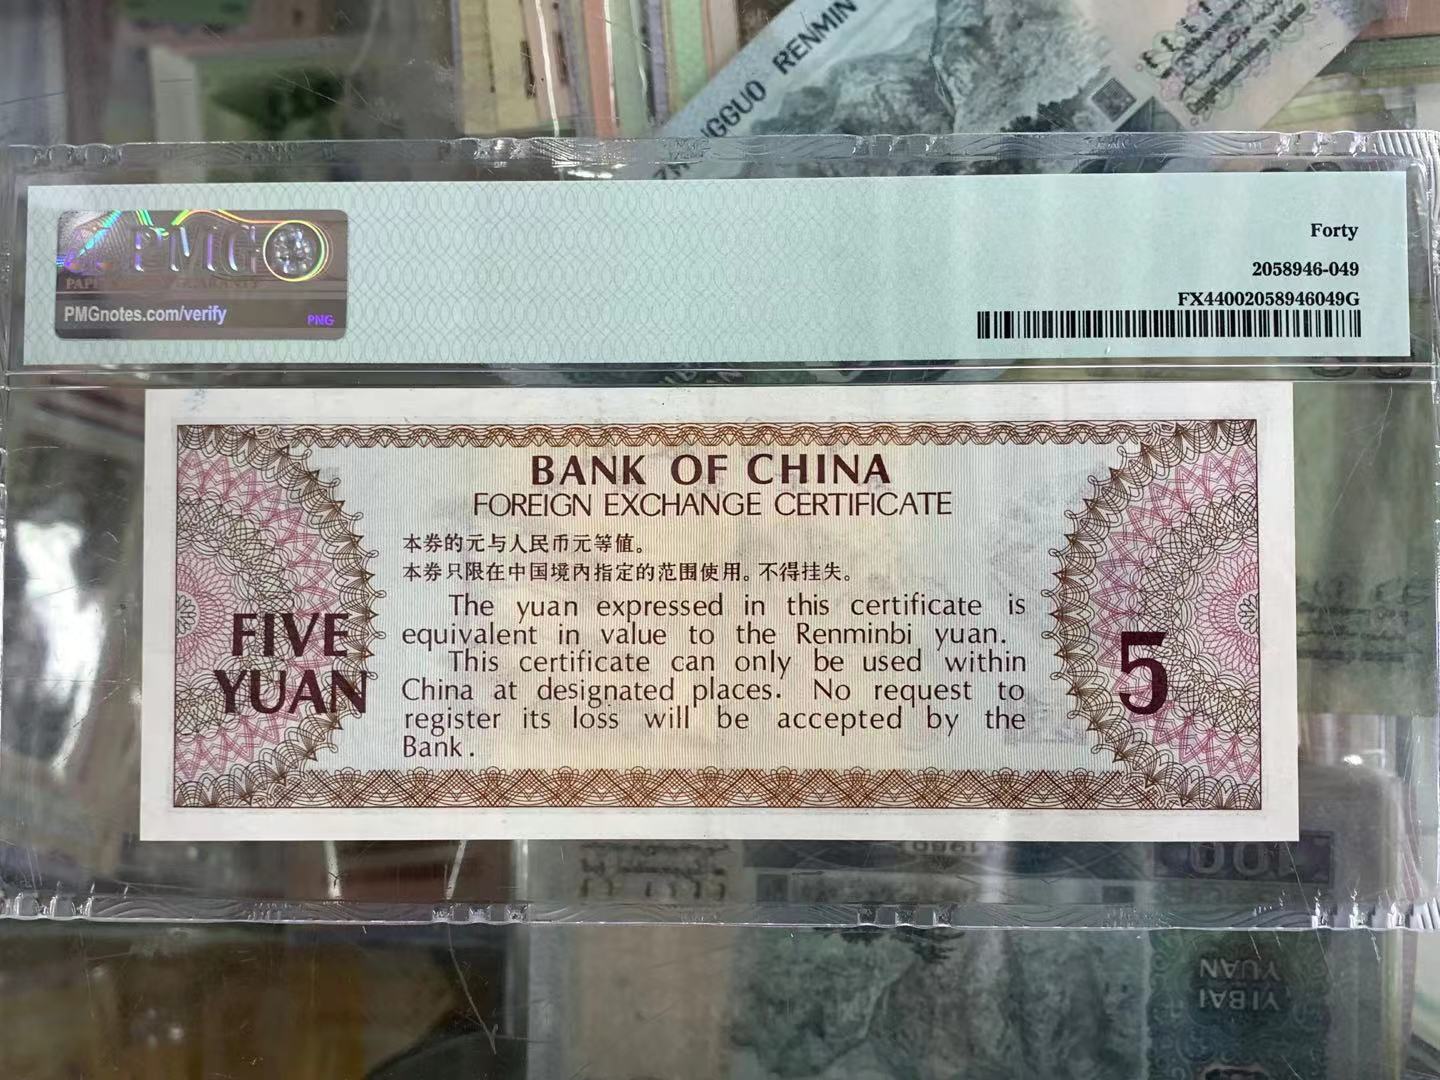 ZH NGGUO RENMIN
PMG
PMGnotes.com/verify
PNG
Forty
2058946-049
FX44002058946049G
BANK OF CHINA
FOREIGN EXCHANGE CERTIFICATE
本券的元与人民币元等值。
本券只限在中国境内指定的范围使用。不得挂失。
The yuan expressed in this certificate is
equivalent in value to the Renminbi yuan.
This certificate can only be used within
China at designated places. No request to
register its loss will be accepted by the
Bank.
FIVE
YUAN
5
1980
100
YIBAI
YUAN